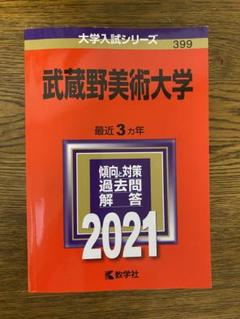 大学入試シリーズ
399
武蔵野美術大学
最近3カ年
傾向と対策
過去問
解答
2021
教学社